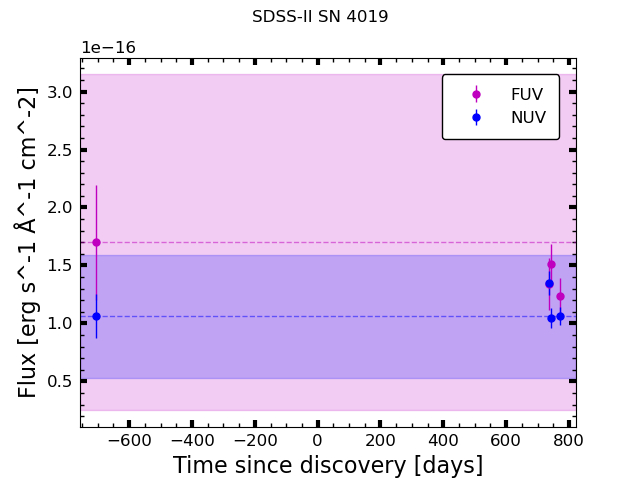 SDSS-II SN 4019
1e−16
3.0
2.5
2.0
1.5
1.0
0.5
Flux [erg s^-1 Å^-1 cm^-2]
FUV
NUV
−600 −400 −200 0 200 400 600 800
Time since discovery [days]